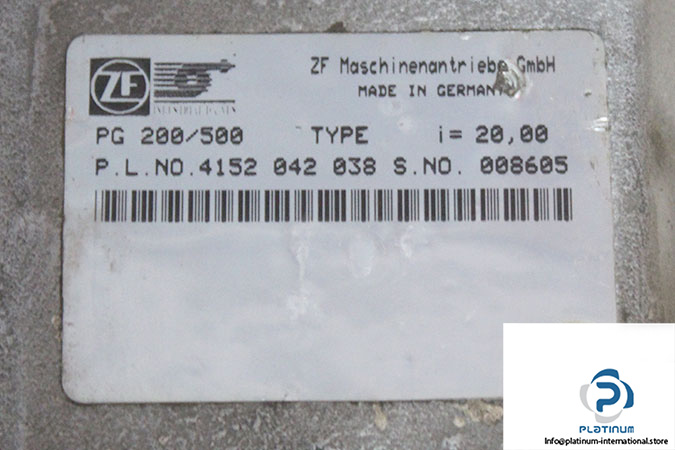 ZF
ZF Maschinenantriebe GmbH
MADE IN GERMANY
PG 200/500 TYPE i= 20,00
P.L.NO.4152 042 038 S.NO. 008605
PLATINUM
Info@platinum-international.store